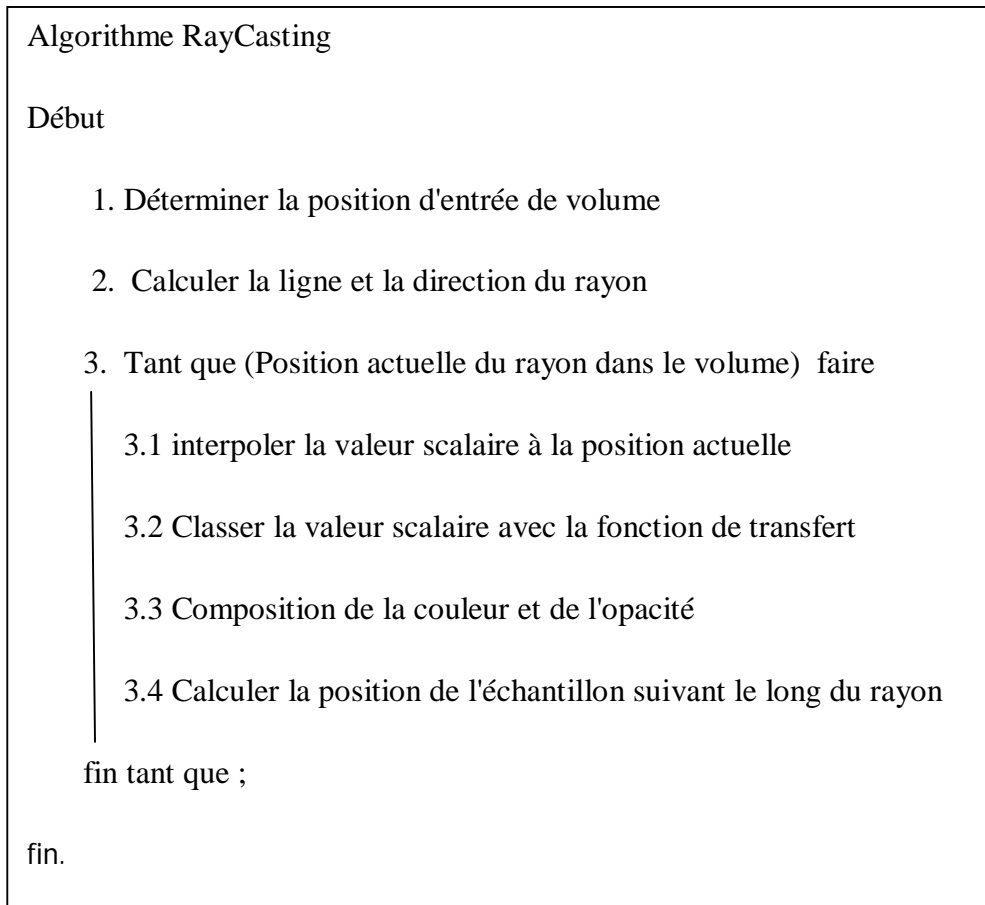 Algorithme RayCasting
Début
1. Déterminer la position d'entrée de volume
2. Calculer la ligne et la direction du rayon
3. Tant que (Position actuelle du rayon dans le volume) faire
3.1 interpoler la valeur scalaire à la position actuelle
3.2 Classer la valeur scalaire avec la fonction de transfert
3.3 Composition de la couleur et de l'opacité
3.4 Calculer la position de l'échantillon suivant le long du rayon
fin tant que ;
fin.